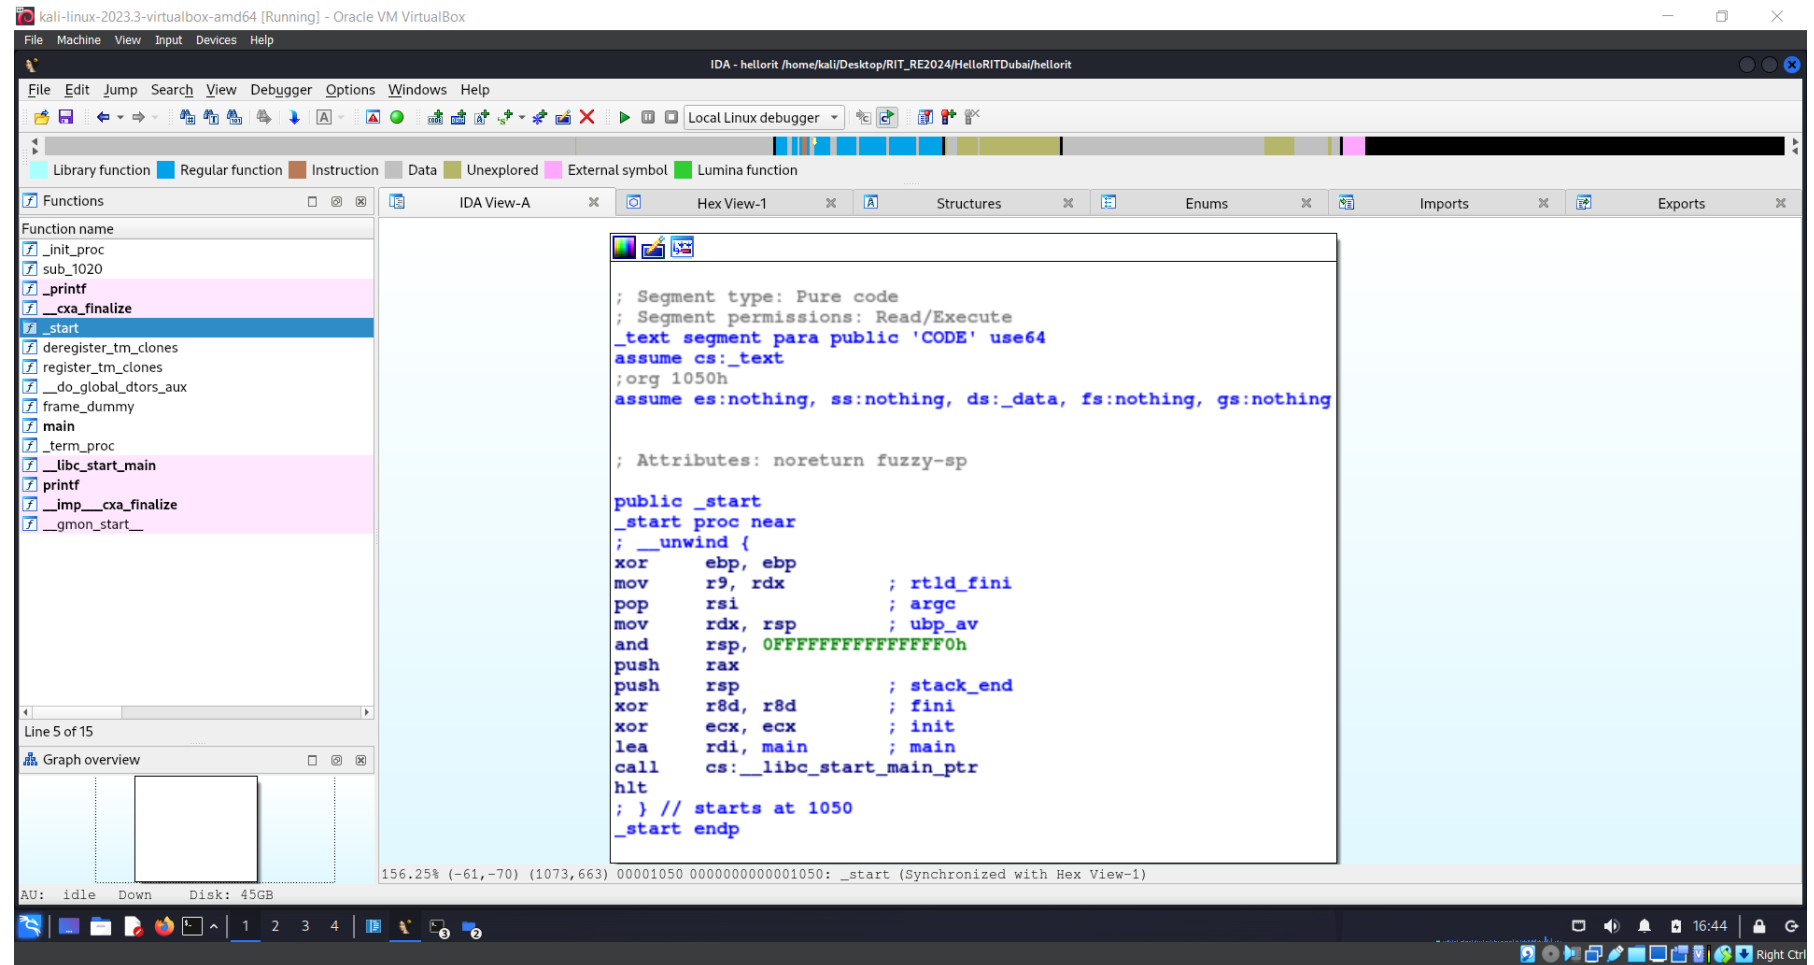 kali-linux-2023.3-virtualbox-amd64 [Running] - Oracle VM VirtualBox
File Machine View Input Devices Help
IDA - hellorit /home/kali/Desktop/RIT_RE2024/HelloRITDubai/hellorit
File Edit Jump Search View Debugger Options Windows Help
Local Linux debugger
Library function Regular function Instruction Data Unexplored External symbol Lumina function
Functions
IDA View-A Hex View-1 Structures Enums Imports Exports
Function name
_init_proc
sub_1020
_printf
__cxa_finalize
_start
deregister_tm_clones
register_tm_clones
__do_global_dtors_aux
frame_dummy
main
_term_proc
__libc_start_main
printf
__imp___cxa_finalize
__gmon_start__
Line 5 of 15
Graph overview
; Segment type: Pure code
; Segment permissions: Read/Execute
_text segment para public 'CODE' use64
assume cs:_text
;org 1050h
assume es:nothing, ss:nothing, ds:_data, fs:nothing, gs:nothing
; Attributes: noreturn fuzzy-sp
public _start
_start proc near
; __unwind {
xor ebp, ebp
mov r9, rdx ; rtld_fini
pop rsi ; argc
mov rdx, rsp ; ubp_av
and rsp, 0FFFFFFFFFFFFFFF0h
push rax
push rsp ; stack_end
xor r8d, r8d ; fini
xor ecx, ecx ; init
lea rdi, main ; main
call cs:__libc_start_main_ptr
hlt
; } // starts at 1050
_start endp
156.25% (-61,-70) (1073,663) 00001050 0000000000001050: _start (Synchronized with Hex View-1)
AU: idle Down Disk: 45GB
1 2 3 4 3 2 16:44
Right Ctrl